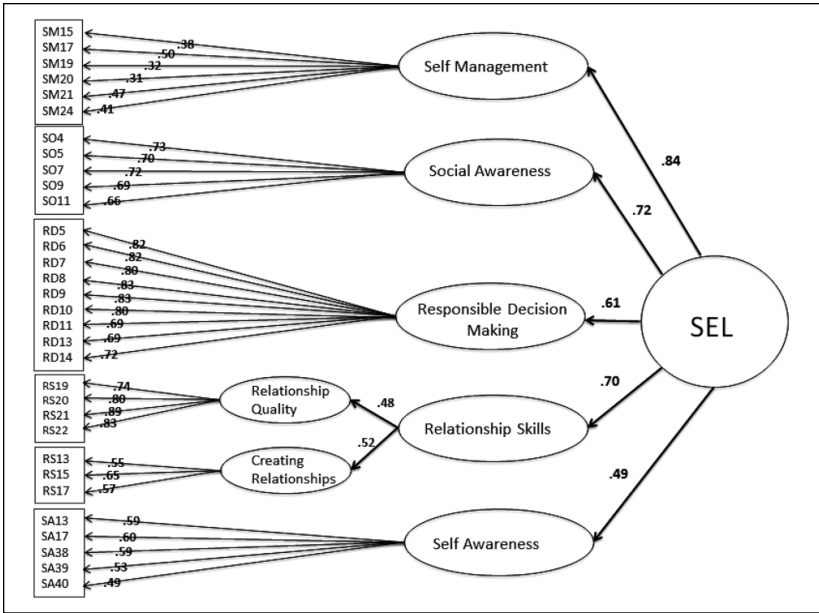 SM15
SM17
SM19
SM20
SM21
SM24
.38
.50
.32
.31
.47
.41
Self Management
.84
SO4
SO5
SO7
SO9
SO11
.73
.70
.72
.69
.66
Social Awareness
.72
RD5
RD6
RD7
RD8
RD9
RD10
RD11
RD13
RD14
.82
.82
.80
.83
.83
.80
.69
.69
.72
Responsible Decision
Making
.61
SEL
RS19
RS20
RS21
RS22
.74
.80
.89
.83
Relationship
Quality
.48
Relationship Skills
.70
RS13
RS15
RS17
.55
.65
.57
Creating
Relationships
.52
SA13
SA17
SA38
SA39
SA40
.59
.60
.59
.53
.49
Self Awareness
.49